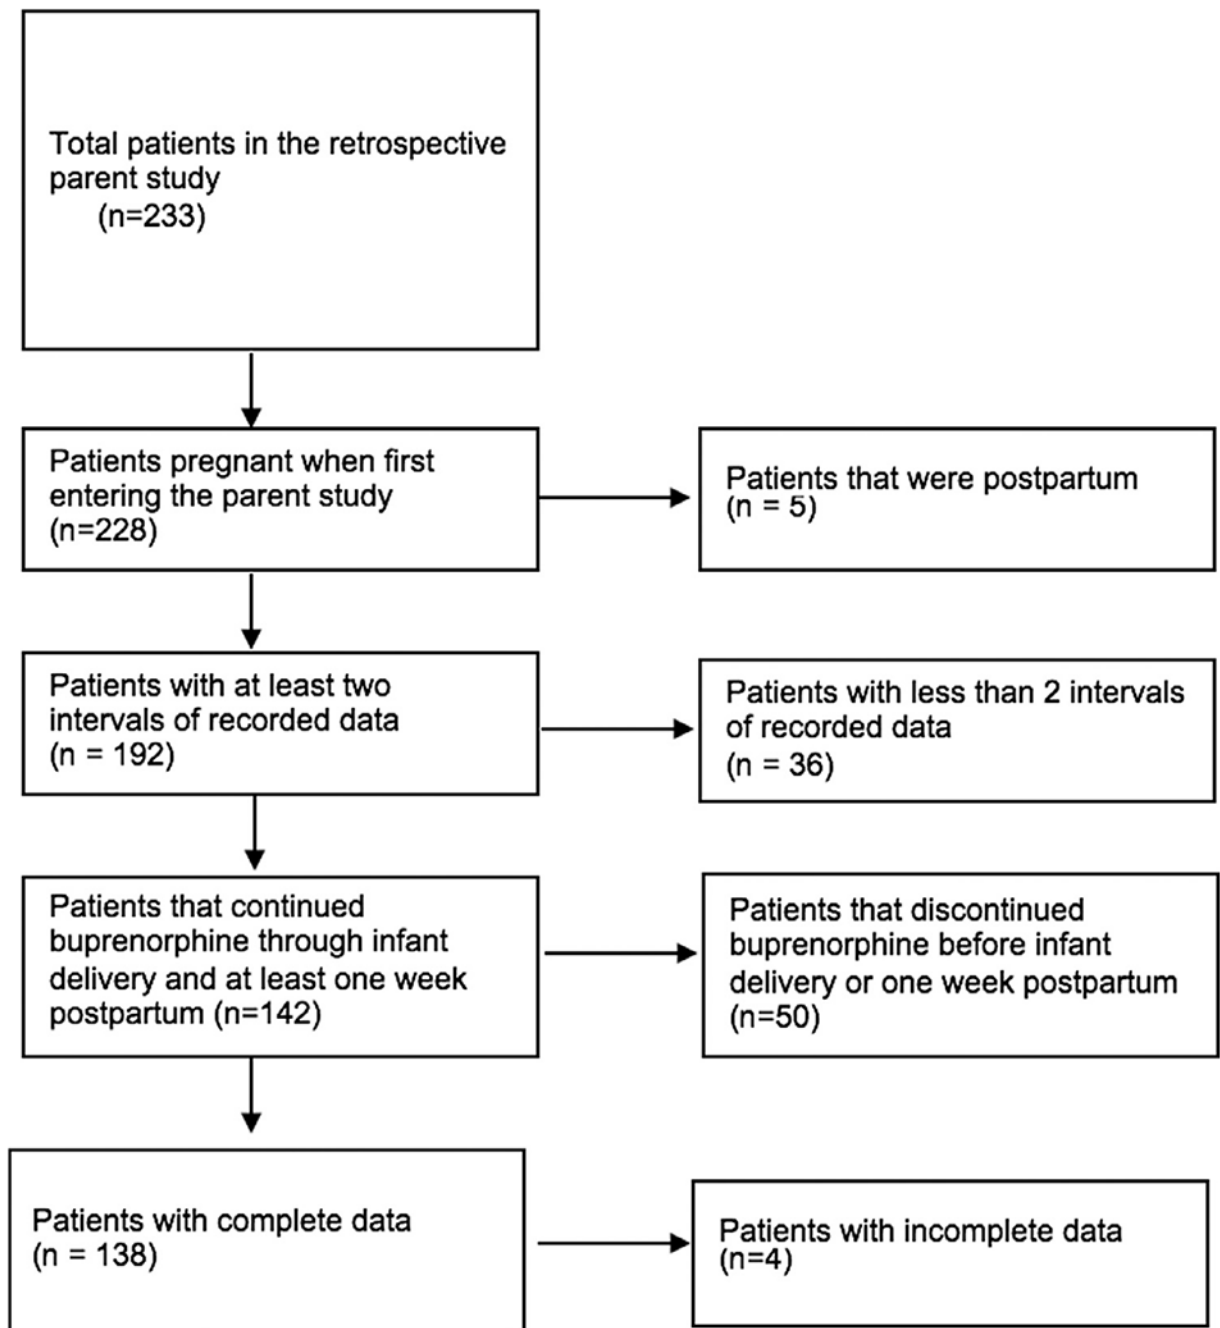 Total patients in the retrospective
parent study
(n=233)
Patients pregnant when first
entering the parent study
(n=228)
Patients that were postpartum
(n = 5)
Patients with at least two
intervals of recorded data
(n = 192)
Patients with less than 2 intervals
of recorded data
(n = 36)
Patients that continued
buprenorphine through infant
delivery and at least one week
postpartum (n=142)
Patients that discontinued
buprenorphine before infant
delivery or one week postpartum
(n=50)
Patients with complete data
(n = 138)
Patients with incomplete data
(n=4)